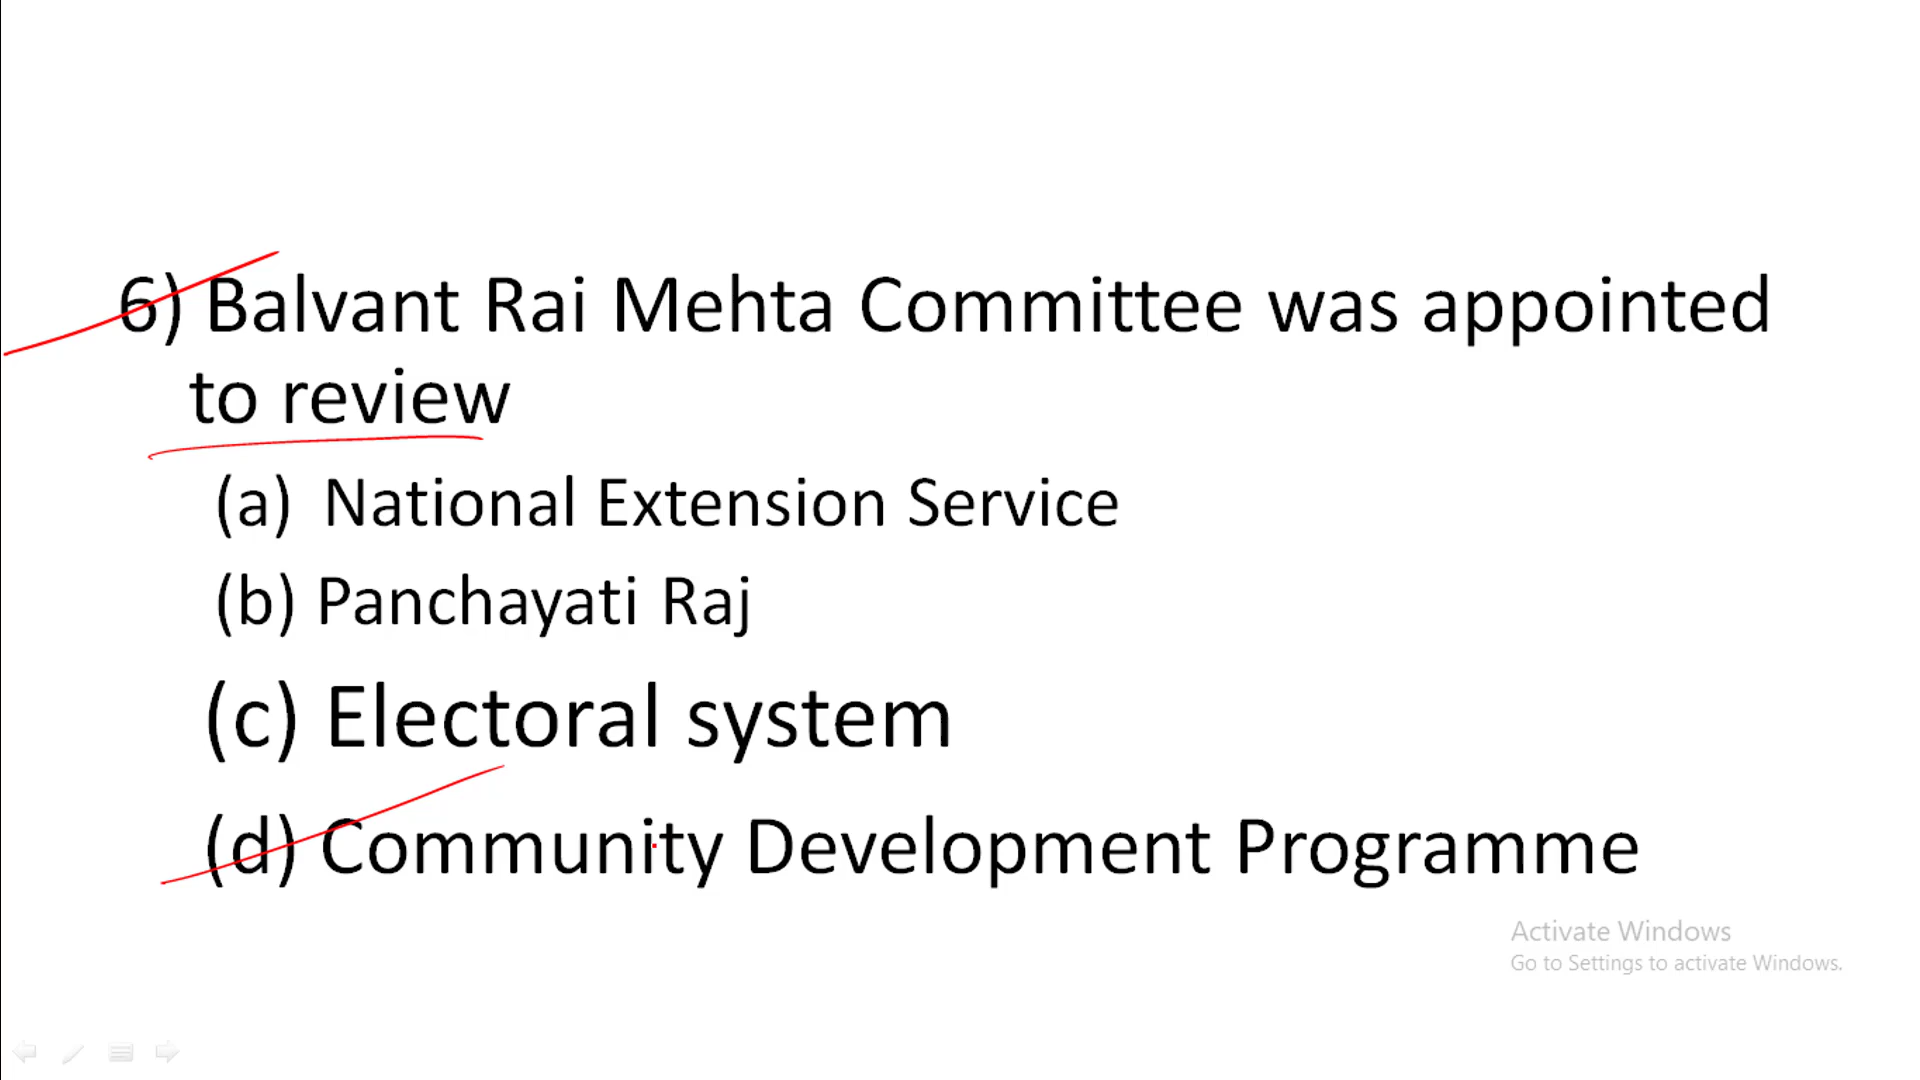 6) Balvant Rai Mehta Committee was appointed
to review
(a) National Extension Service
(b) Panchayati Raj
(c) Electoral system
(d) Community Development Programme
Activate Windows
Go to Settings to activate Windows.